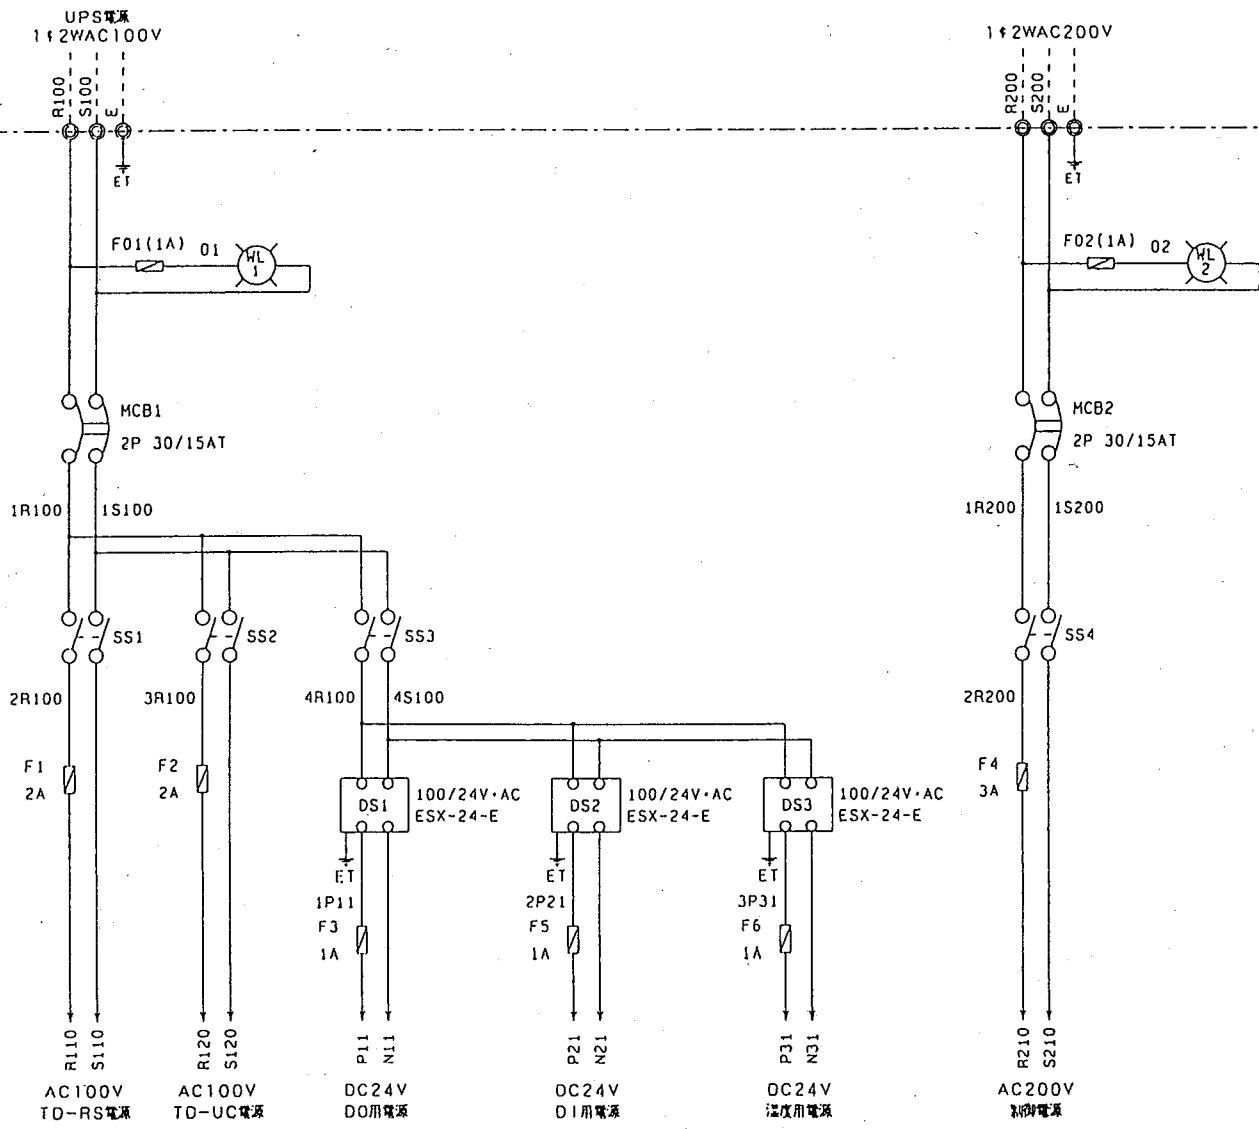 UPS電源
1φ2WAC100V
1φ2WAC200V
R100
S100
E
R200
S200
E
ET
ET
F01(1A)
01
WL
1
F02(1A)
02
WL
2
MCB1
2P 30/15AT
MCB2
2P 30/15AT
1R100
1S100
1R200
1S200
SS1
SS2
SS3
SS4
2R100
3R100
4R100
4S100
2R200
F1
2A
F2
2A
DS1
100/24V・AC
ESX-24-E
DS2
100/24V・AC
ESX-24-E
DS3
100/24V・AC
ESX-24-E
F4
3A
ET
ET
ET
1P11
2P21
3P31
F3
1A
F5
1A
F6
1A
R110
S110
R120
S120
P11
N11
P21
N21
P31
N31
R210
S210
AC100V
TD-RS電源
AC100V
TD-UC電源
DC24V
DO用電源
DC24V
DI用電源
DC24V
温度用電源
AC200V
制御電源